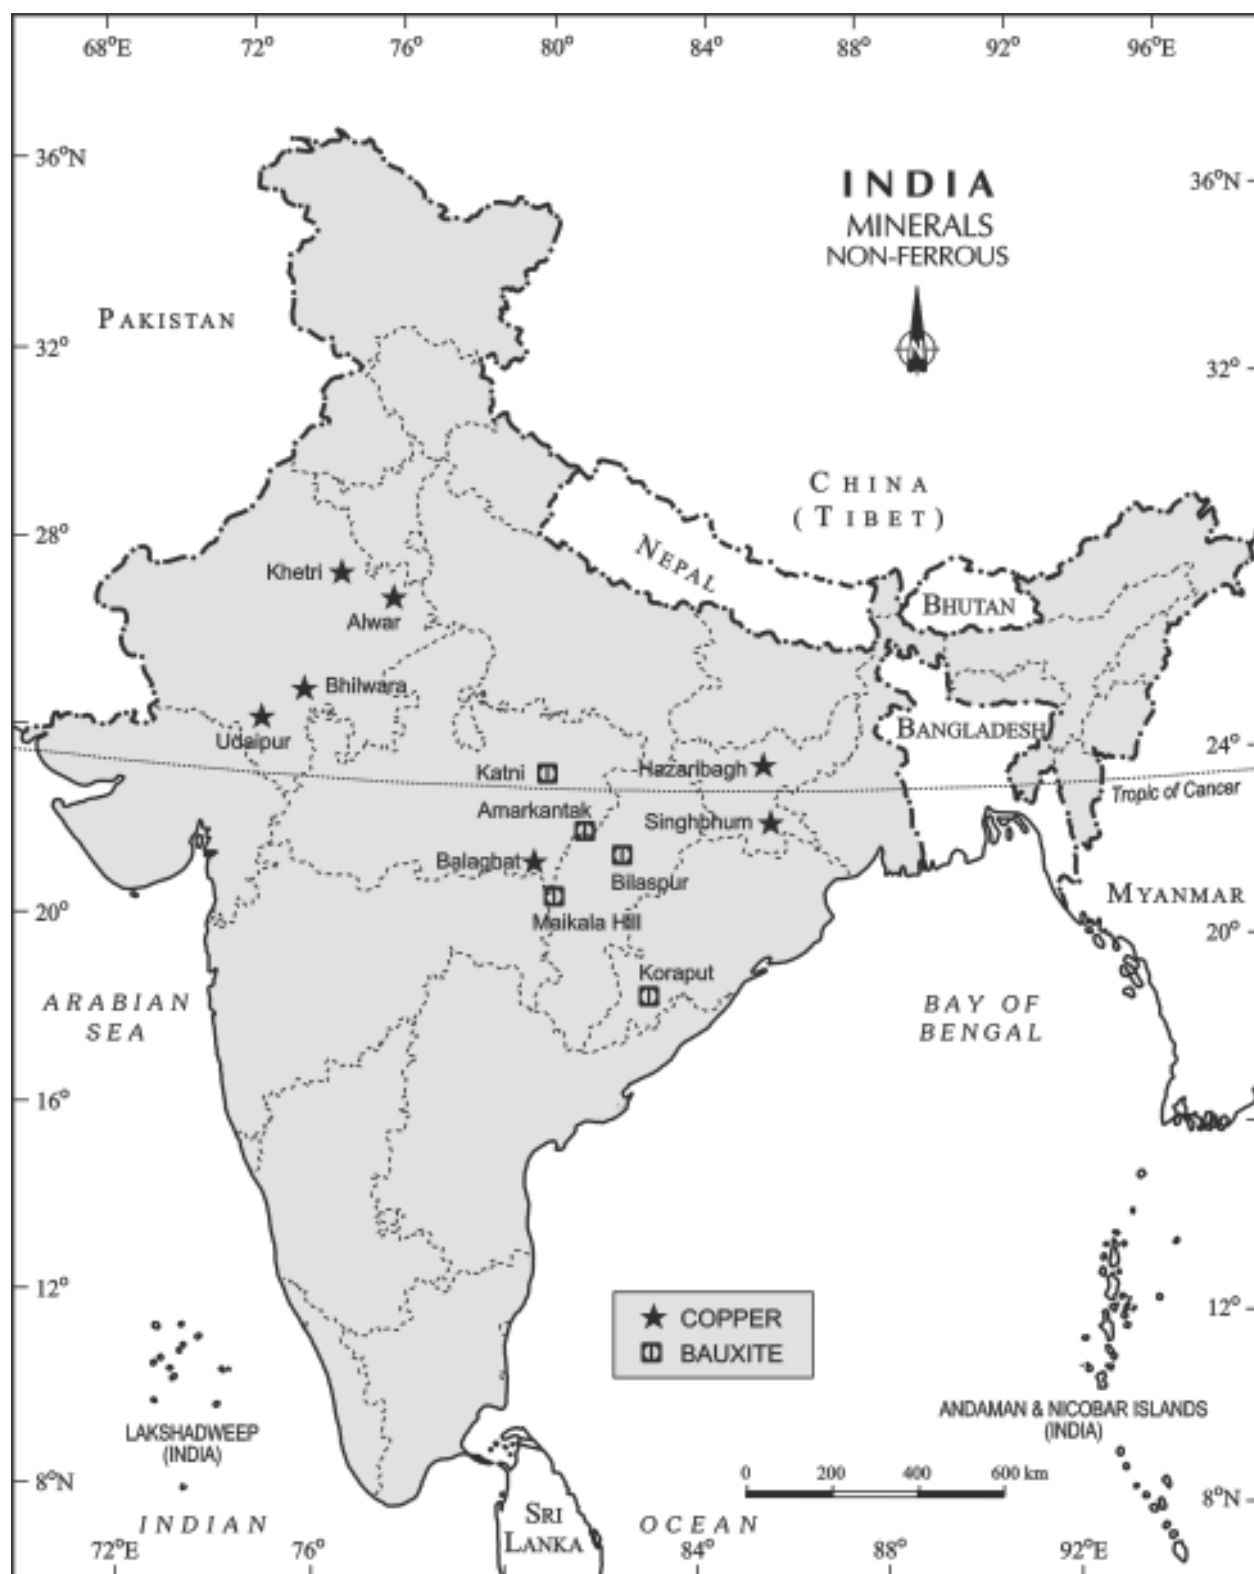 68°E 72° 76° 80° 84° 88° 92° 96°E
36°N
36°N
INDIA
MINERALS
NON-FERROUS
N
PAKISTAN
32°
32°
CHINA
(TIBET)
NEPAL
28°
Khetri
Alwar
BHUTAN
Bhilwara
Udaipur
BANGLADESH
24°
Katni
Hazaribagh
Tropic of Cancer
Amarkantak
Singhbhum
Balagbat
Bilaspur
MYANMAR
Maikala Hill
20°
20°
Koraput
ARABIAN
SEA
BAY OF
BENGAL
16°
12°
12°
COPPER
BAUXITE
LAKSHADWEEP
(INDIA)
ANDAMAN & NICOBAR ISLANDS
(INDIA)
0 200 400 600 km
8°N
8°N
SRI
LANKA
INDIAN OCEAN
72°E 76° 84° 88° 92°E